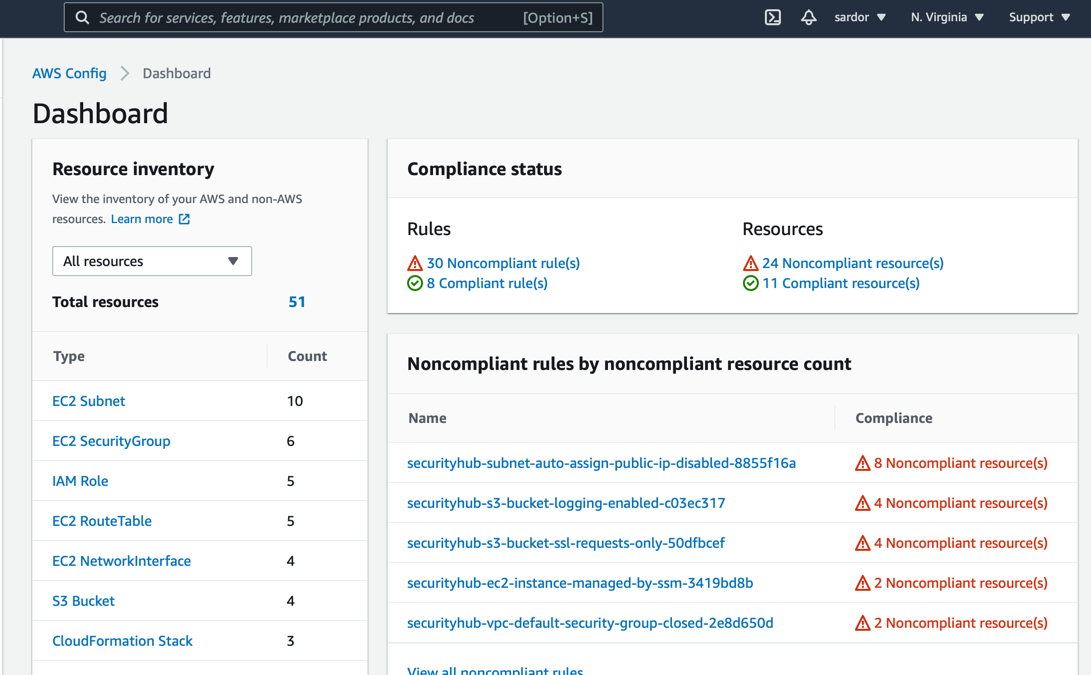 Search for services, features, marketplace products, and docs [Option+S] sardor N. Virginia Support
AWS Config Dashboard
Dashboard
Resource inventory
View the inventory of your AWS and non-AWS
resources. Learn more
All resources
Total resources 51
Type Count
EC2 Subnet 10
EC2 SecurityGroup 6
IAM Role 5
EC2 RouteTable 5
EC2 NetworkInterface 4
S3 Bucket 4
CloudFormation Stack 3
Compliance status
Rules Resources
30 Noncompliant rule(s) 24 Noncompliant resource(s)
8 Compliant rule(s) 11 Compliant resource(s)
Noncompliant rules by noncompliant resource count
Name Compliance
securityhub-subnet-auto-assign-public-ip-disabled-8855f16a 8 Noncompliant resource(s)
securityhub-s3-bucket-logging-enabled-c03ec317 4 Noncompliant resource(s)
securityhub-s3-bucket-ssl-requests-only-50dfbcef 4 Noncompliant resource(s)
securityhub-ec2-instance-managed-by-ssm-3419bd8b 2 Noncompliant resource(s)
securityhub-vpc-default-security-group-closed-2e8d650d 2 Noncompliant resource(s)
View all noncompliant rules